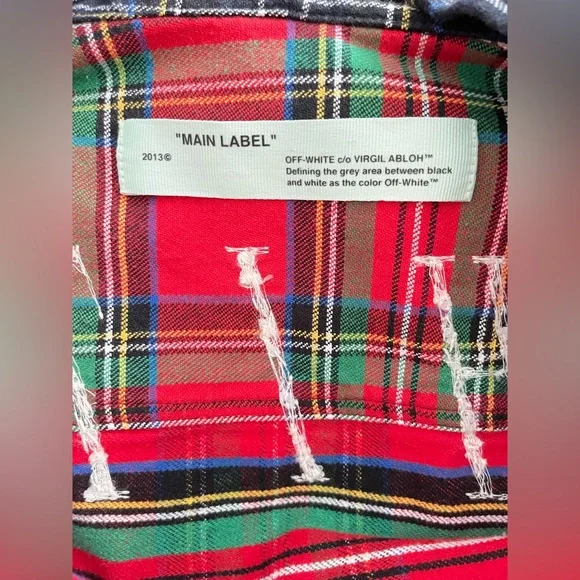 "MAIN LABEL"
2013© OFF-WHITE c/o VIRGIL ABLOH™
Defining the grey area between black
and white as the color Off-White™